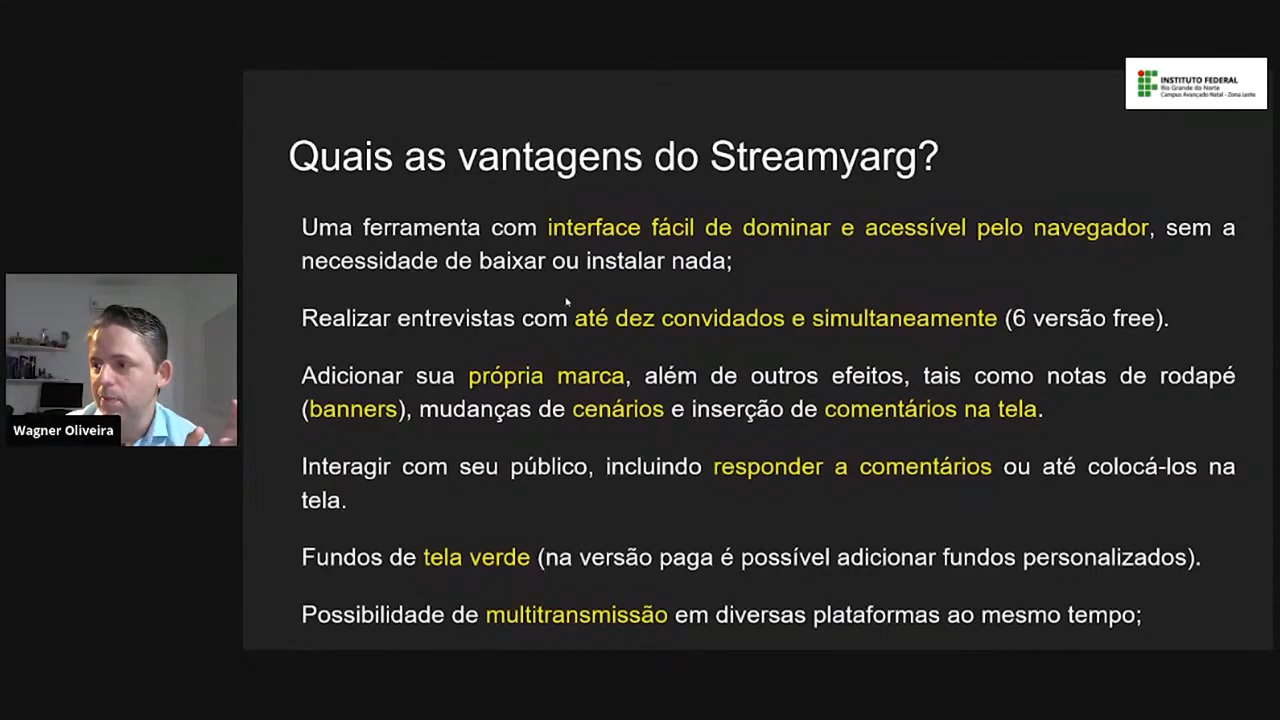 INSTITUTO FEDERAL
Rio Grande do Norte
Campus Avançado Natal - Zona Leste
Quais as vantagens do Streamyarg?
Uma ferramenta com interface fácil de dominar e acessível pelo navegador, sem a
necessidade de baixar ou instalar nada;
Realizar entrevistas com até dez convidados e simultaneamente (6 versão free).
Adicionar sua própria marca, além de outros efeitos, tais como notas de rodapé
(banners), mudanças de cenários e inserção de comentários na tela.
Wagner Oliveira
Interagir com seu público, incluindo responder a comentários ou até colocá-los na
tela.
Fundos de tela verde (na versão paga é possível adicionar fundos personalizados).
Possibilidade de multitransmissão em diversas plataformas ao mesmo tempo;